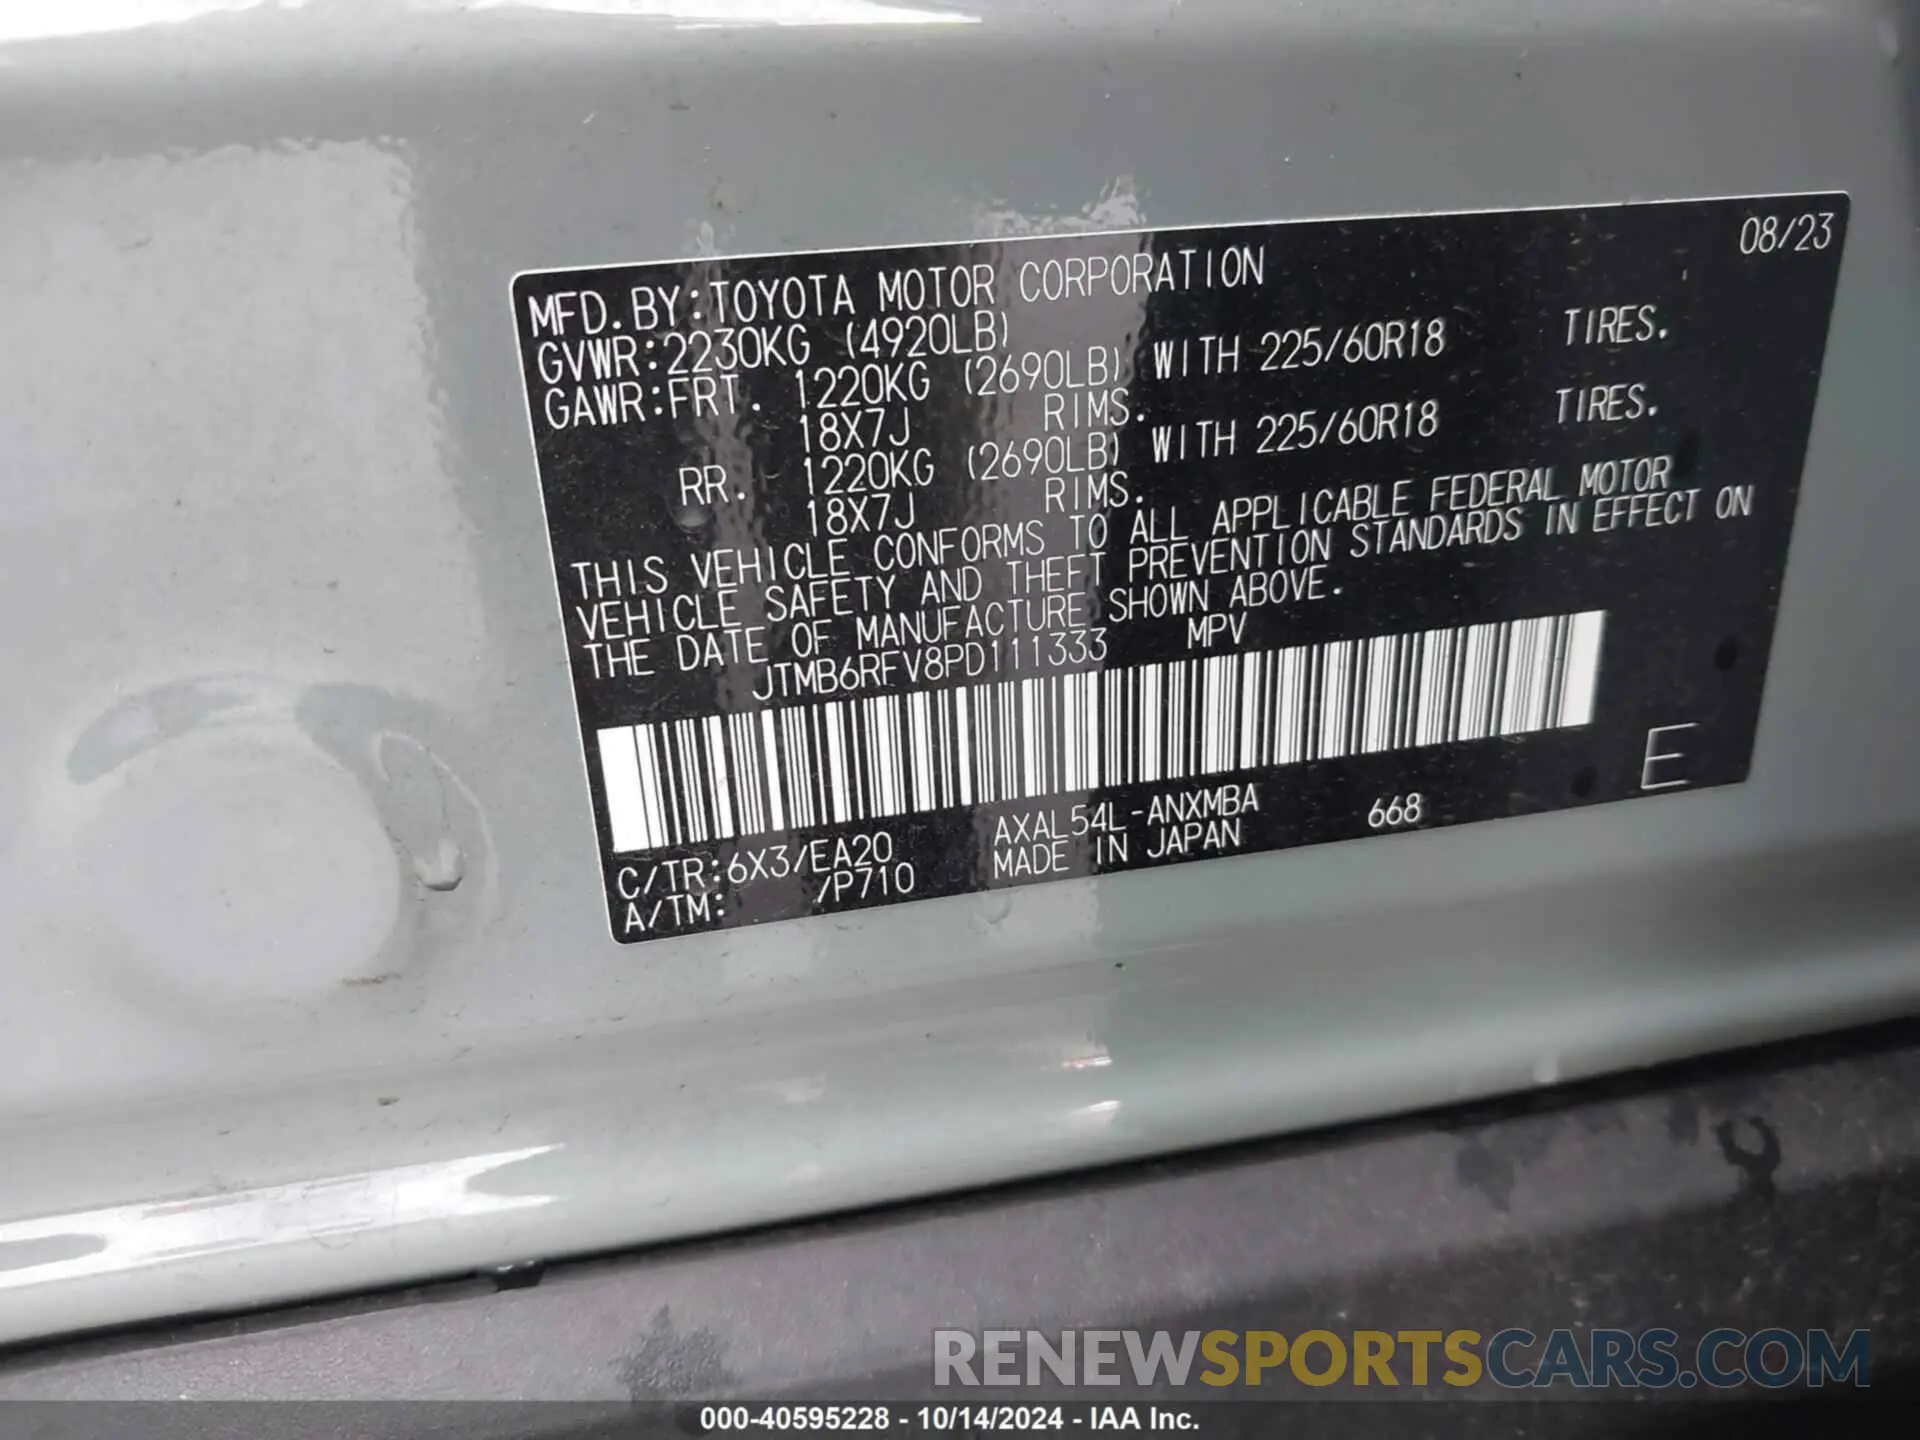 08/23
MFD. BY:TOYOTA MOTOR CORPORATION
GVWR:2230KG (4920LB)
GAWR:FRT. 1220KG (2690LB) WITH 225/60R18 TIRES.
18X7J RIMS.
RR. 1220KG (2690LB) WITH 225/60R18 TIRES.
18X7J RIMS.
THIS VEHICLE CONFORMS TO ALL APPLICABLE FEDERAL MOTOR
VEHICLE SAFETY AND THEFT PREVENTION STANDARDS IN EFFECT ON
THE DATE OF MANUFACTURE SHOWN ABOVE.
JTMB6RFV8PD111333 MPV
E
C/TR:6X3/EA20 AXAL54L-ANXMBA 668
A/TM: /P710 MADE IN JAPAN
RENEWSPORTSCARS.COM
000-40595228 - 10/14/2024 - IAA Inc.